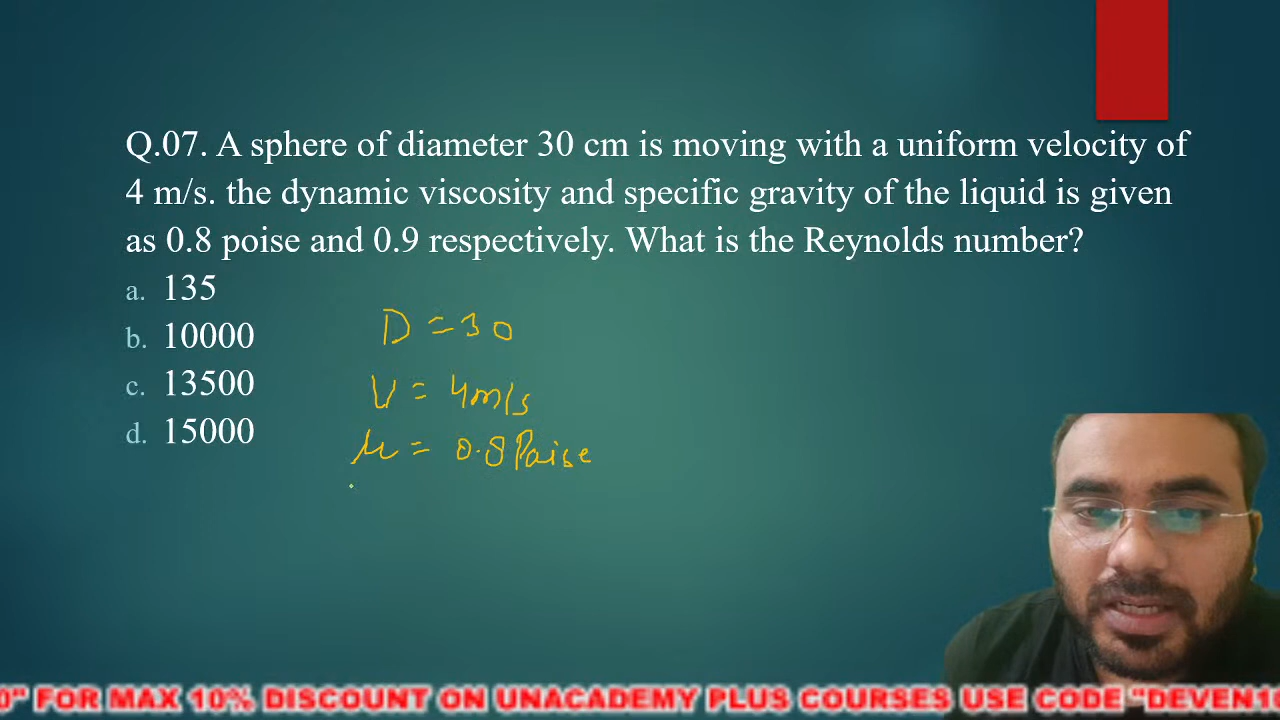 Q.07. A sphere of diameter 30 cm is moving with a uniform velocity of
4 m/s. the dynamic viscosity and specific gravity of the liquid is given
as 0.8 poise and 0.9 respectively. What is the Reynolds number?
a. 135
b. 10000
c. 13500
d. 15000
D = 30
V = 4m/s
μ = 0.8 Poise
0" FOR MAX 10% DISCOUNT ON UNACADEMY PLUS COURSES USE CODE "DEVEN10